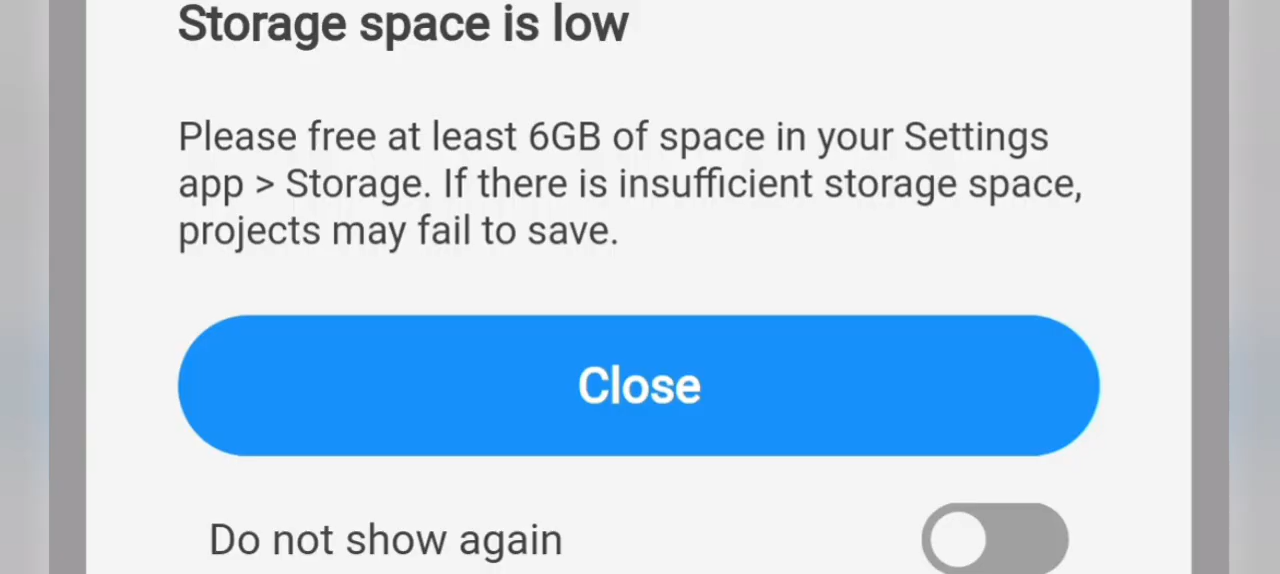 Storage space is low
Please free at least 6GB of space in your Settings
app > Storage. If there is insufficient storage space,
projects may fail to save.
Close
Do not show again